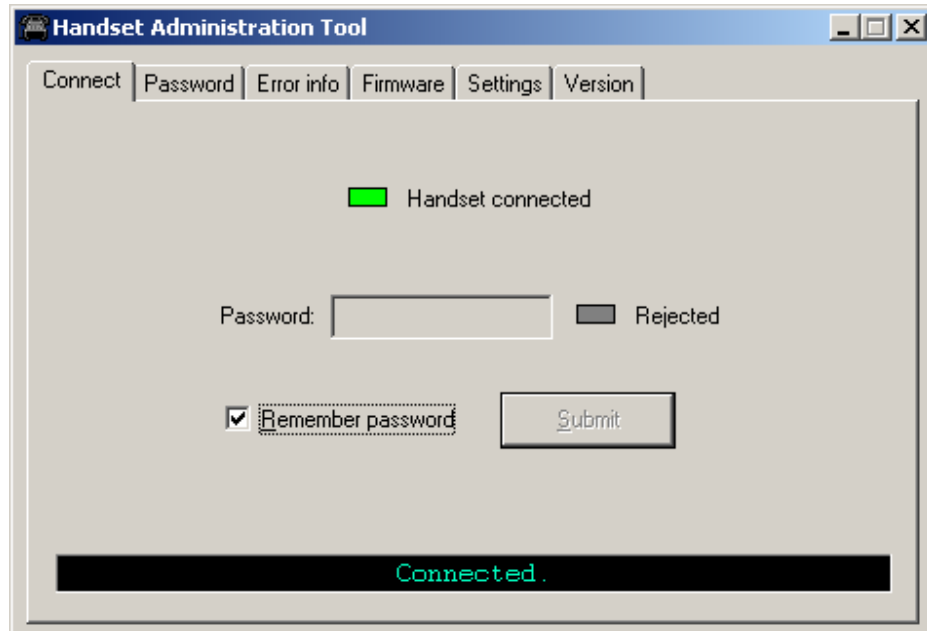 Handset Administration Tool
Connect Password Error info Firmware Settings Version
Handset connected
Password: Rejected
Remember password Submit
Connected.